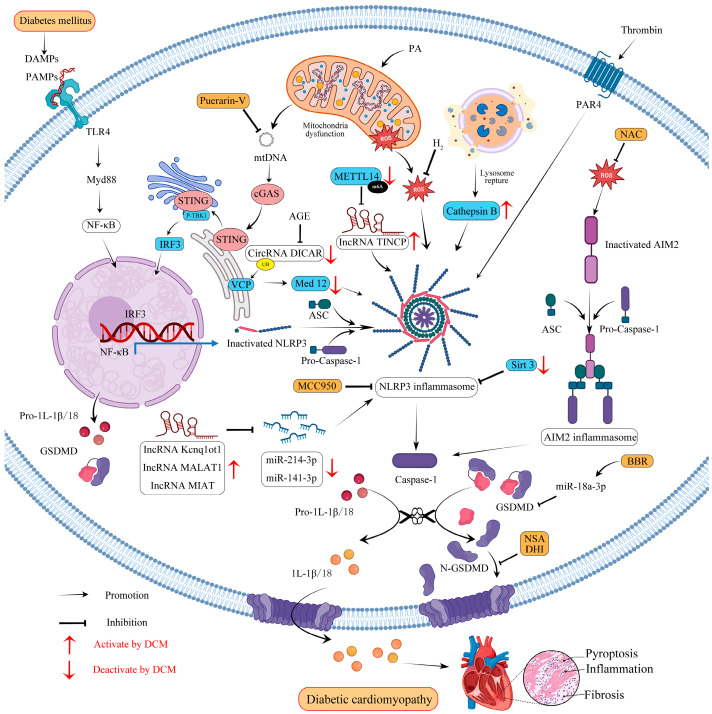 Diabetes mellitus
DAMPs
PAMPs
TLR4
Myd88
NF-κB
PA
Mitochondria
dysfunction
ROS
Puerarin-V
mtDNA
cGAS
STING
P-TBK1
IRF3
STING
UB
VCP
AGE
CircRNA DICAR
Med 12
METTL14
m6A
lncRNA TINCP
H2
ROS
Lysosome
repture
Cathepsin B
Thrombin
PAR4
NAC
ROS
Inactivated AIM2
ASC
Pro-Caspase-1
AIM2 inflammasome
IRF3
NF-κB
Inactivated NLRP3
ASC
Pro-Caspase-1
MCC950
NLRP3 inflammasome
Sirt 3
Pro-1L-1β/18
GSDMD
lncRNA Kcnq1ot1
lncRNA MALAT1
lncRNA MIAT
miR-214-3p
miR-141-3p
Caspase-1
Pro-1L-1β/18
GSDMD
BBR
miR-18a-3p
NSA
DHI
N-GSDMD
1L-1β/18
Promotion
Inhibition
Activate by DCM
Deactivate by DCM
Diabetic cardiomyopathy
Pyroptosis
Inflammation
Fibrosis